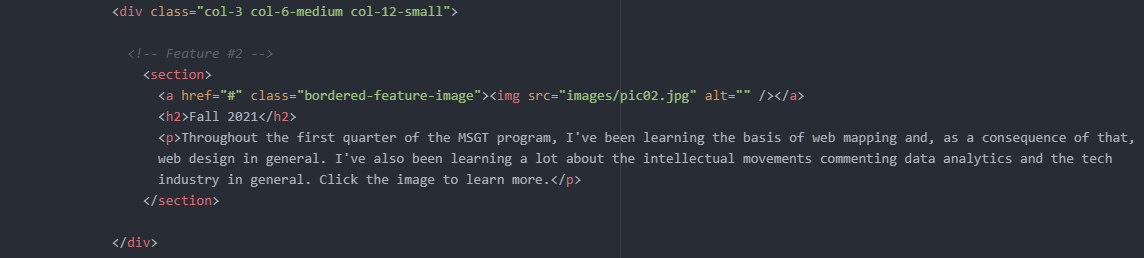 <div class="col-3 col-6-medium col-12-small">
<!-- Feature #2 -->
<section>
<a href="#" class="bordered-feature-image"><img src="images/pic02.jpg" alt="" /></a>
<h2>Fall 2021</h2>
<p>Throughout the first quarter of the MSGT program, I've been learning the basis of web mapping and, as a consequence of that,
web design in general. I've also been learning a lot about the intellectual movements commenting data analytics and the tech
industry in general. Click the image to learn more.</p>
</section>
</div>